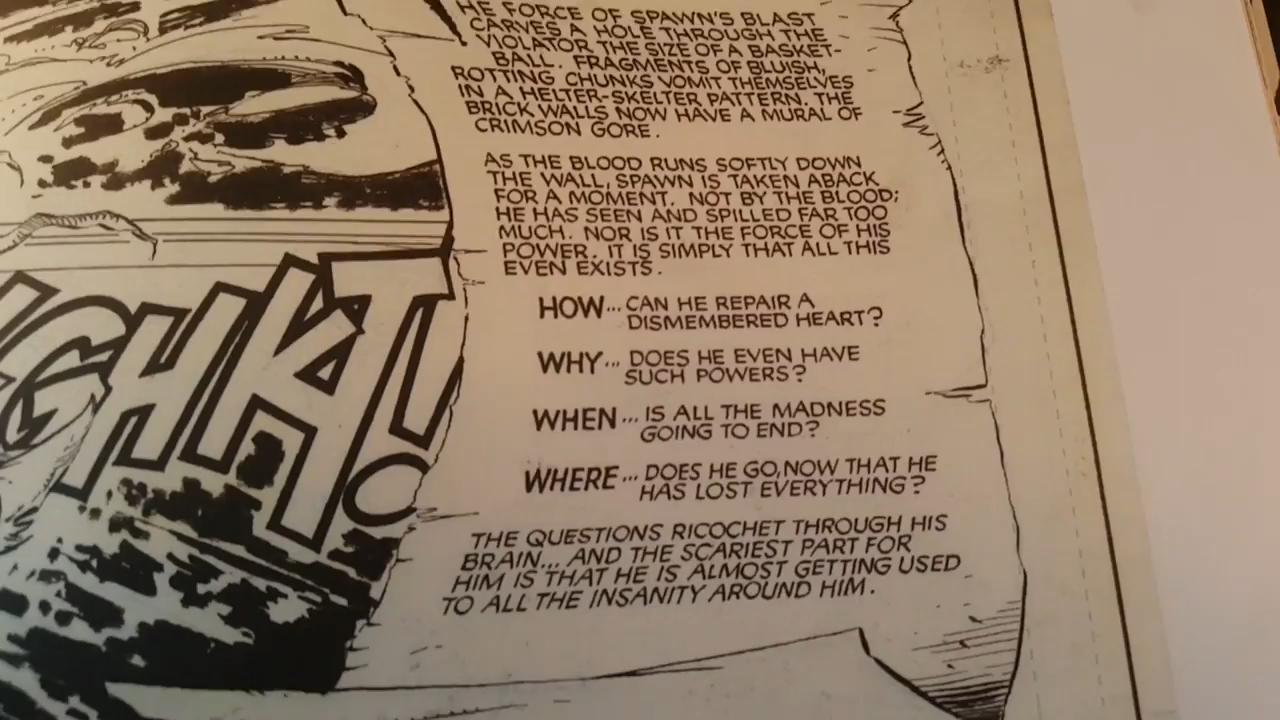 HE FORCE OF SPAWN'S BLAST
CARVES A HOLE THROUGH THE
VIOLATOR THE SIZE OF A BASKET-
BALL. FRAGMENTS OF BLUISH,
ROTTING CHUNKS VOMIT THEMSELVES
IN A HELTER-SKELTER PATTERN. THE
BRICK WALLS NOW HAVE A MURAL OF
CRIMSON GORE.
AS THE BLOOD RUNS SOFTLY DOWN
THE WALL, SPAWN IS TAKEN ABACK
FOR A MOMENT. NOT BY THE BLOOD;
HE HAS SEEN AND SPILLED FAR TOO
MUCH. NOR IS IT THE FORCE OF HIS
POWER. IT IS SIMPLY THAT ALL THIS
EVEN EXISTS.
HOW... CAN HE REPAIR A
DISMEMBERED HEART?
WHY... DOES HE EVEN HAVE
SUCH POWERS?
WHEN... IS ALL THE MADNESS
GOING TO END?
WHERE... DOES HE GO, NOW THAT HE
HAS LOST EVERYTHING?
THE QUESTIONS RICOCHET THROUGH HIS
BRAIN... AND THE SCARIEST PART FOR
HIM IS THAT HE IS ALMOST GETTING USED
TO ALL THE INSANITY AROUND HIM.